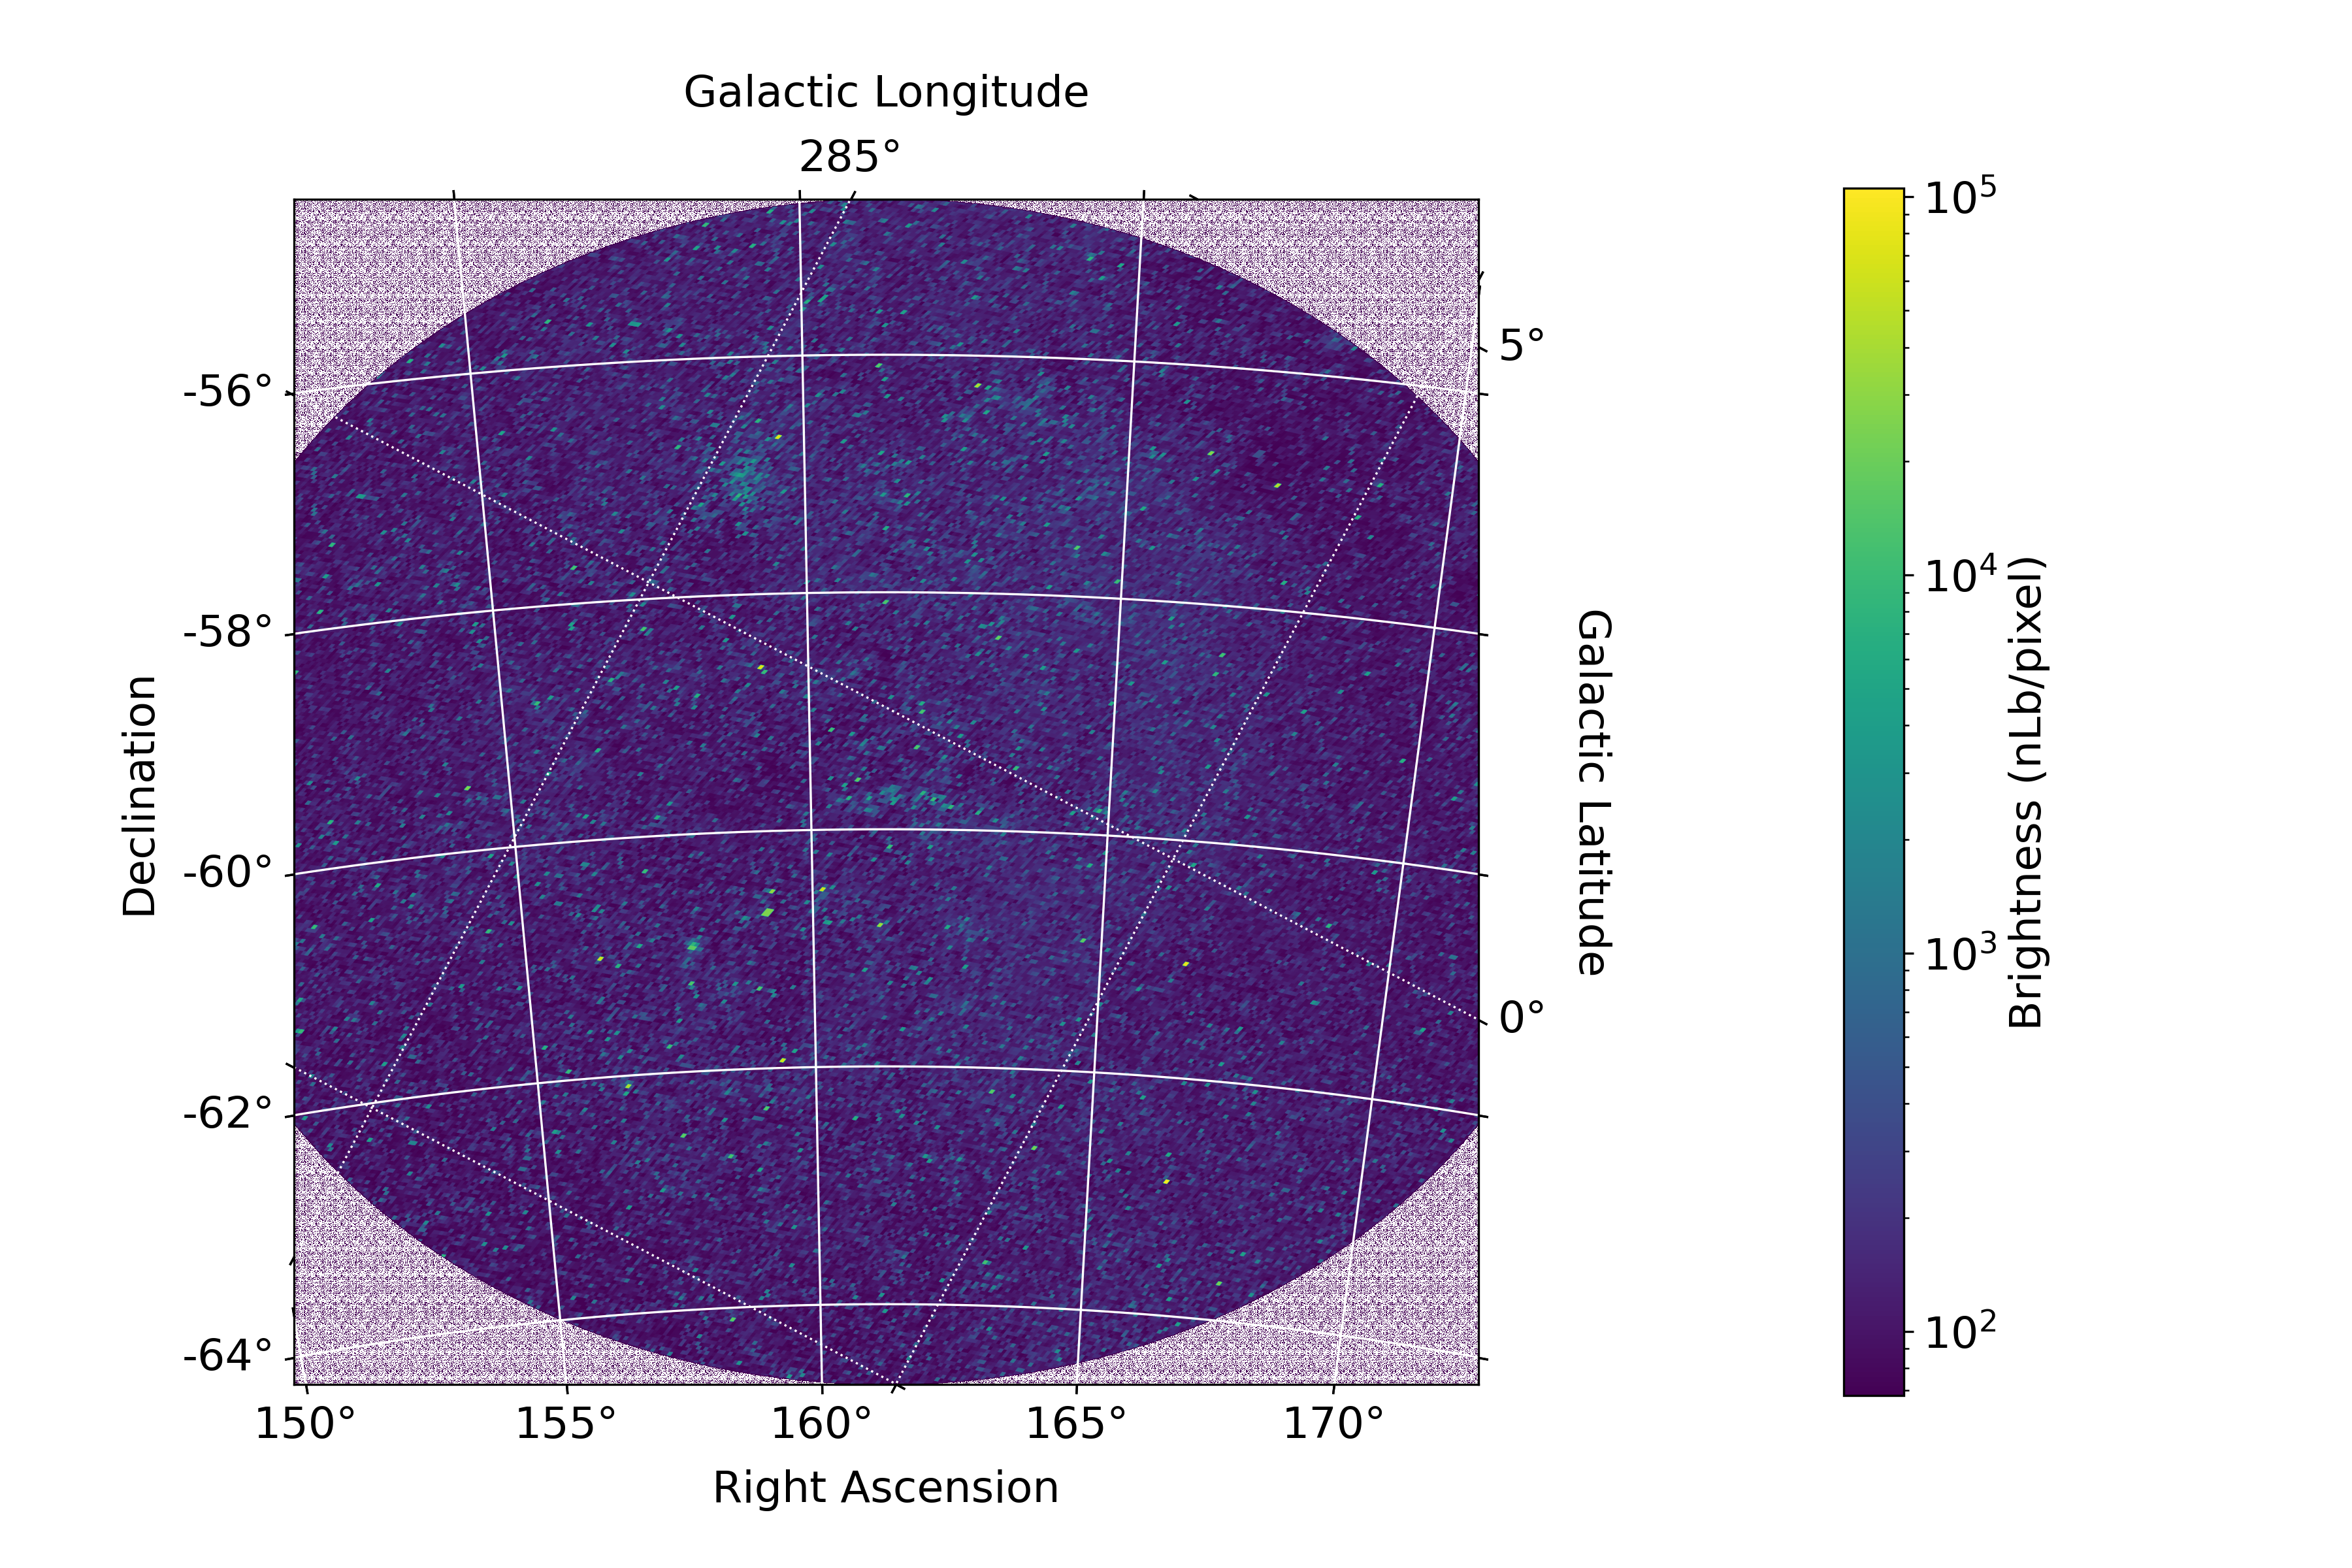 Galactic Longitude
285°
5°
0°
Galactic Latitude
-56°
-58°
-60°
-62°
-64°
Declination
150° 155° 160° 165° 170°
Right Ascension
10⁵
10⁴
10³
10²
Brightness (nLb/pixel)